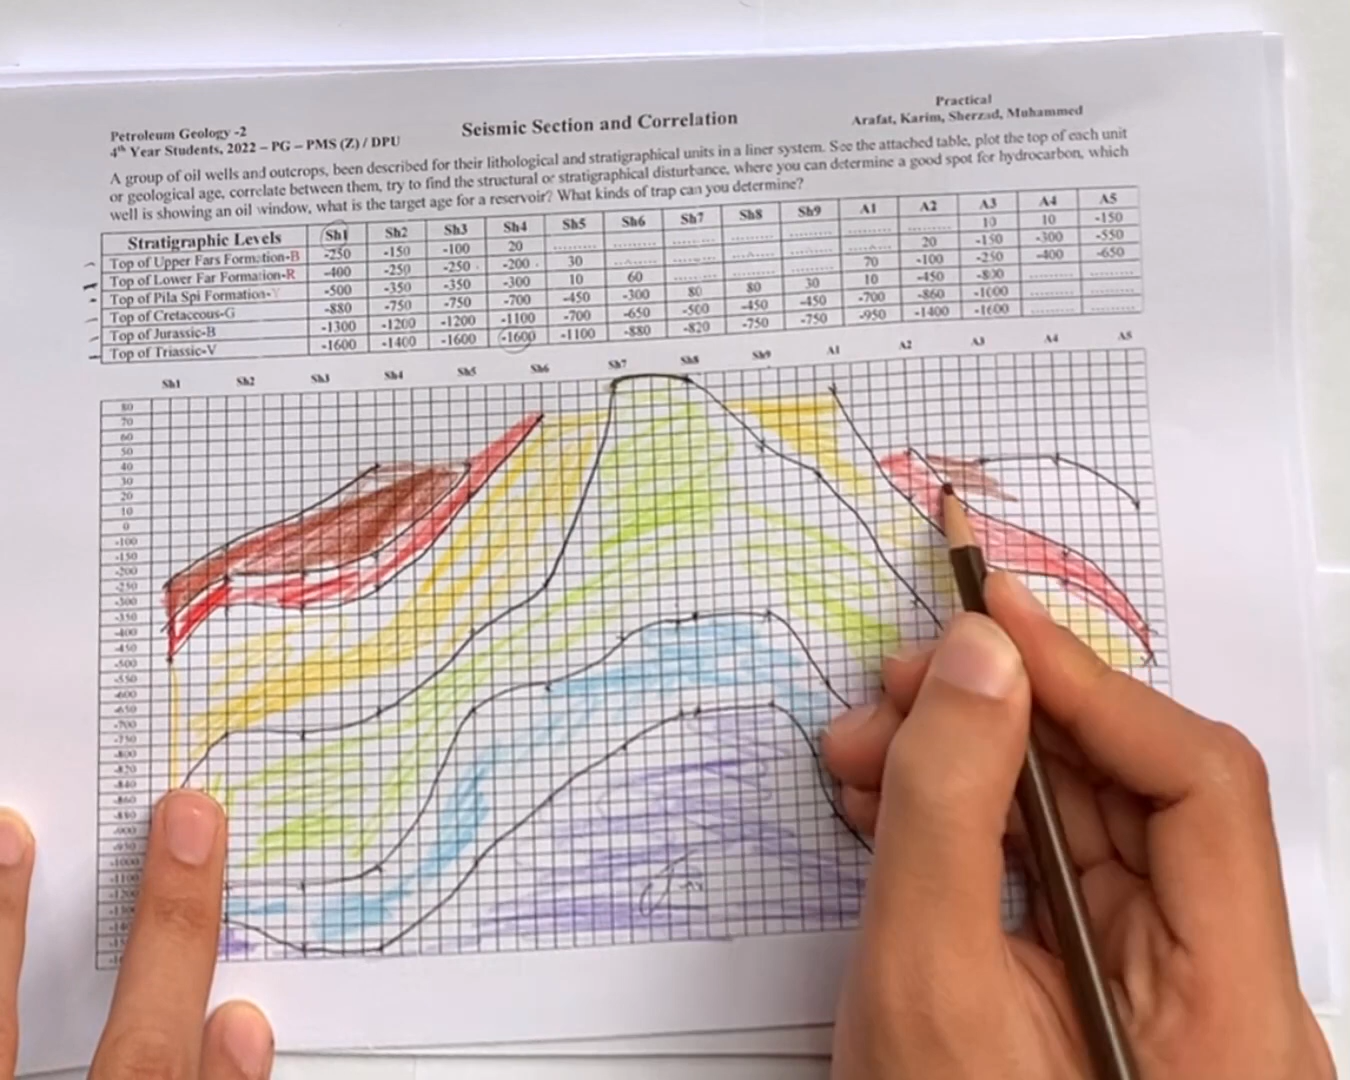 Petroleum Geology -2
4th Year Students, 2022 – PG – PMS (Z) / DPU
Seismic Section and Correlation
Practical
Arafat, Karim, Sherzad, Muhammed
A group of oil wells and outcrops, been described for their lithological and stratigraphical units in a liner system. See the attached table, plot the top of each unit
or geological age, correlate between them, try to find the structural or stratigraphical disturbance, where you can determine a good spot for hydrocarbon, which
well is showing an oil window, what is the target age for a reservoir? What kinds of trap can you determine?
Stratigraphic Levels Sh1 Sh2 Sh3 Sh4 Sh5 Sh6 Sh7 Sh8 Sh9 A1 A2 A3 A4 A5
Top of Upper Fars Formation-B -250 -150 -100 20 ......... ......... ......... ......... ......... ......... ......... 10 10 -150
Top of Lower Far Formation-R -400 -250 -250 -200 30 ......... ......... ......... ......... ......... 20 -150 -300 -550
Top of Pila Spi Formation-Y -500 -350 -350 -300 10 60 ......... ......... ......... 70 -100 -250 -400 -650
Top of Cretaceous-G -880 -750 -750 -700 -450 -300 80 80 30 10 -450 -800 ......... .........
Top of Jurassic-B -1300 -1200 -1200 -1100 -700 -650 -500 -450 -450 -700 -860 -1000 ......... .........
Top of Triassic-V -1600 -1400 -1600 -1600 -1100 -880 -820 -750 -750 -950 -1400 -1600 ......... .........
Sh1 Sh2 Sh3 Sh4 Sh5 Sh6 Sh7 Sh8 Sh9 A1 A2 A3 A4 A5
80
70
60
50
40
30
20
10
0
-100
-150
-200
-250
-300
-350
-400
-450
-500
-550
-600
-650
-700
-750
-800
-820
-840
-860
-880
-900
-950
-1000
-1100
-1200